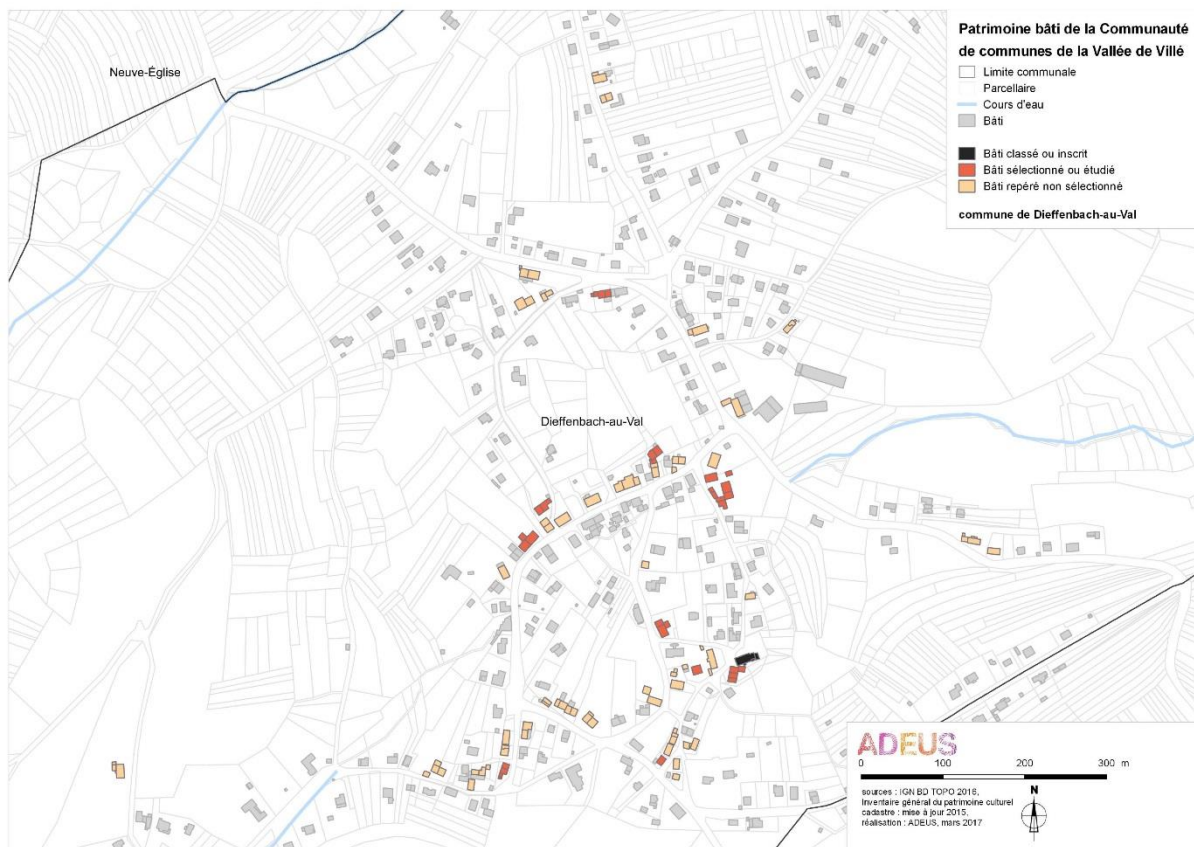 Neuve-Église
Dieffenbach-au-Val
Patrimoine bâti de la Communauté
de communes de la Vallée de Villé
Limite communale
Parcellaire
Cours d'eau
Bâti
Bâti classé ou inscrit
Bâti sélectionné ou étudié
Bâti repéré non sélectionné
commune de Dieffenbach-au-Val
ADEUS
0 100 200 300 m
sources : IGN BD TOPO 2016,
Inventaire général du patrimoine culturel
cadastre : mise à jour 2015,
réalisation : ADEUS, mars 2017
N